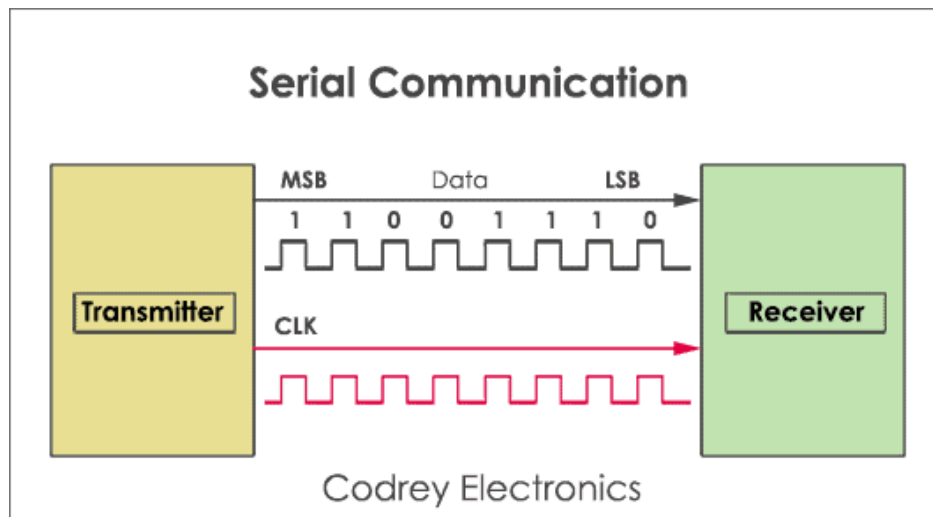 Serial Communication
MSB Data LSB
1 1 0 0 1 1 1 0
Transmitter
Receiver
CLK
Codrey Electronics